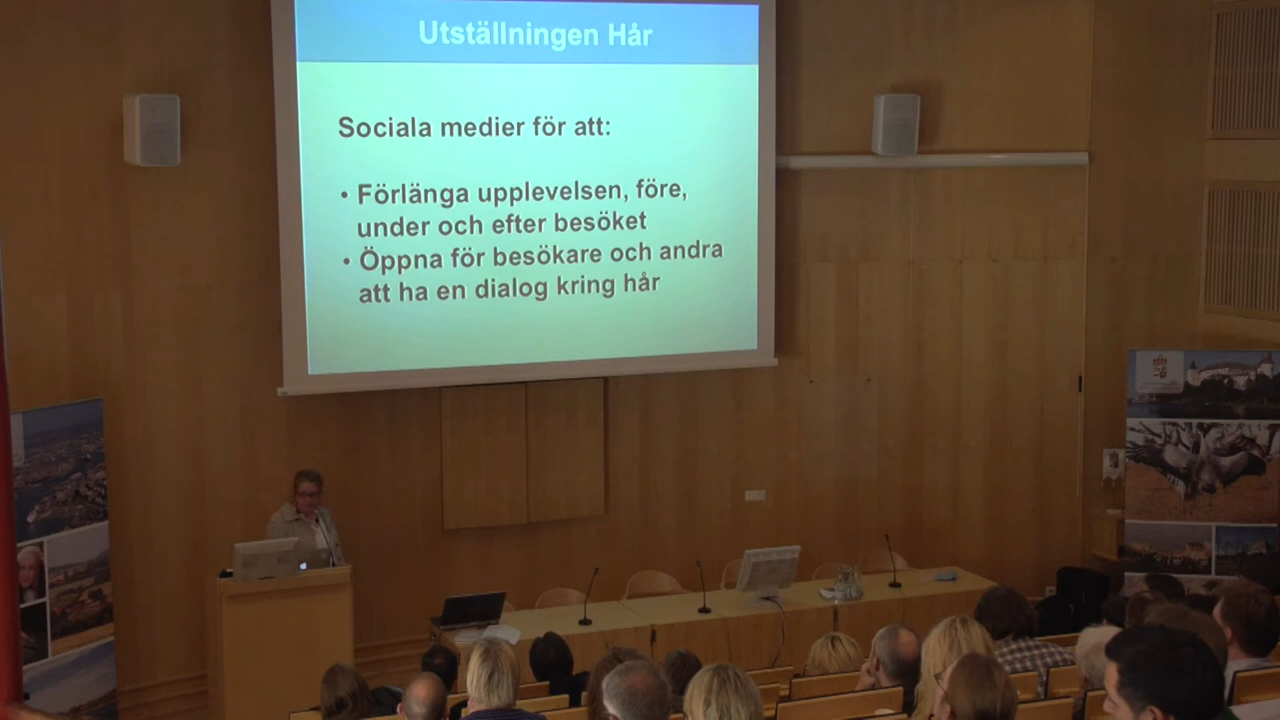 Utställningen Hår
Sociala medier för att:
• Förlänga upplevelsen, före,
under och efter besöket
• Öppna för besökare och andra
att ha en dialog kring hår